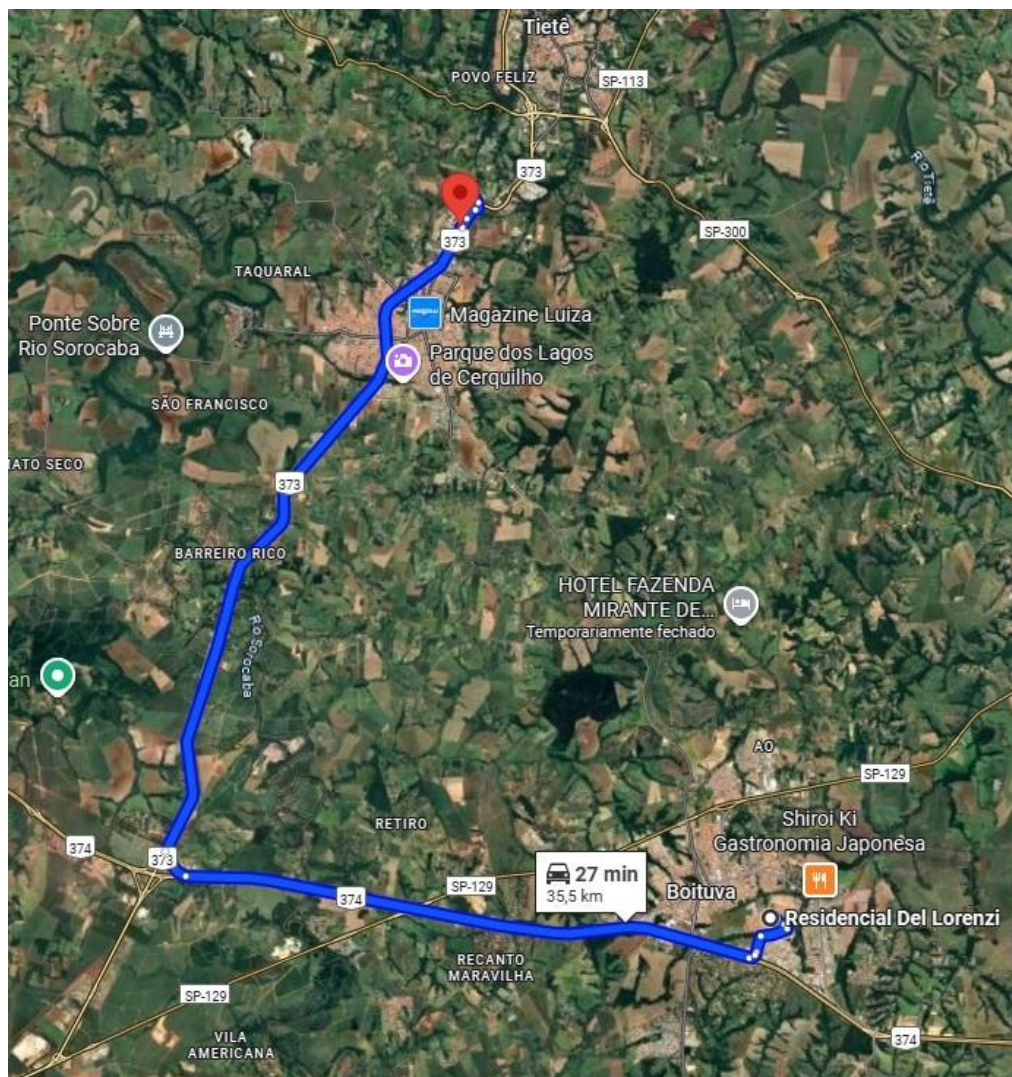 Tietê
POVO FELIZ
SP-113
373
Rio Tietê
373
SP-300
TAQUARAL
Magazine Luiza
Ponte Sobre
Rio Sorocaba
Parque dos Lagos
de Cerquilho
SÃO FRANCISCO
ATO SECO
373
BARREIRO RICO
HOTEL FAZENDA
MIRANTE DE...
Temporariamente fechado
Rio Sorocaba
an
AO
SP-129
Shiroi Ki
Gastronomia Japonesa
RETIRO
374
373
27 min
35,5 km
SP-129
Boituva
374
Residencial Del Lorenzi
RECANTO
MARAVILHA
SP-129
VILA
AMERICANA
374